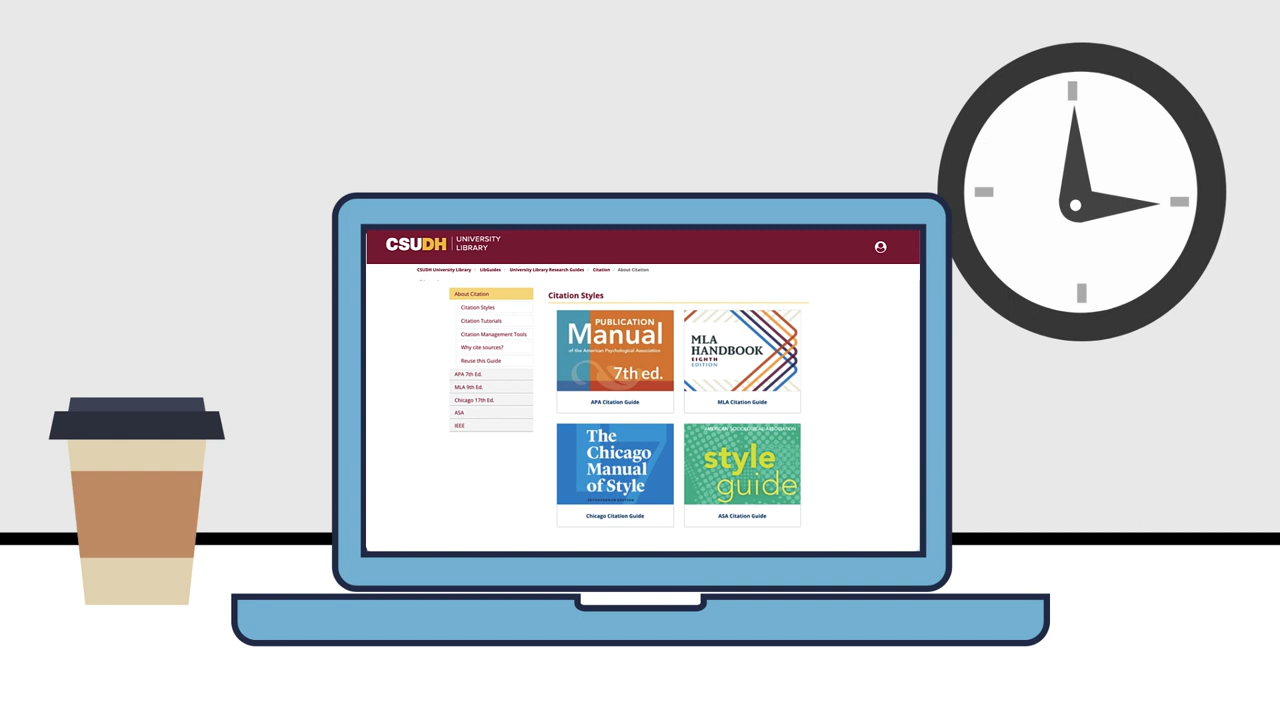 CSUDH UNIVERSITY
LIBRARY
CSUDH University Library / LibGuides / University Library Research Guides / Citation / About Citation
About Citation
Citation Styles
Citation Tutorials
Citation Management Tools
Why cite sources?
Reuse this Guide
APA 7th Ed.
MLA 9th Ed.
Chicago 17th Ed.
ASA
IEEE
Citation Styles
PUBLICATION
Manual
of the American Psychological Association
7th ed.
APA Citation Guide
MLA
HANDBOOK
EIGHTH
EDITION
MLA Citation Guide
The
Chicago
Manual
of Style
SEVENTEENTH EDITION
Chicago Citation Guide
AMERICAN SOCIOLOGICAL ASSOCIATION
style
guide
ASA Citation Guide